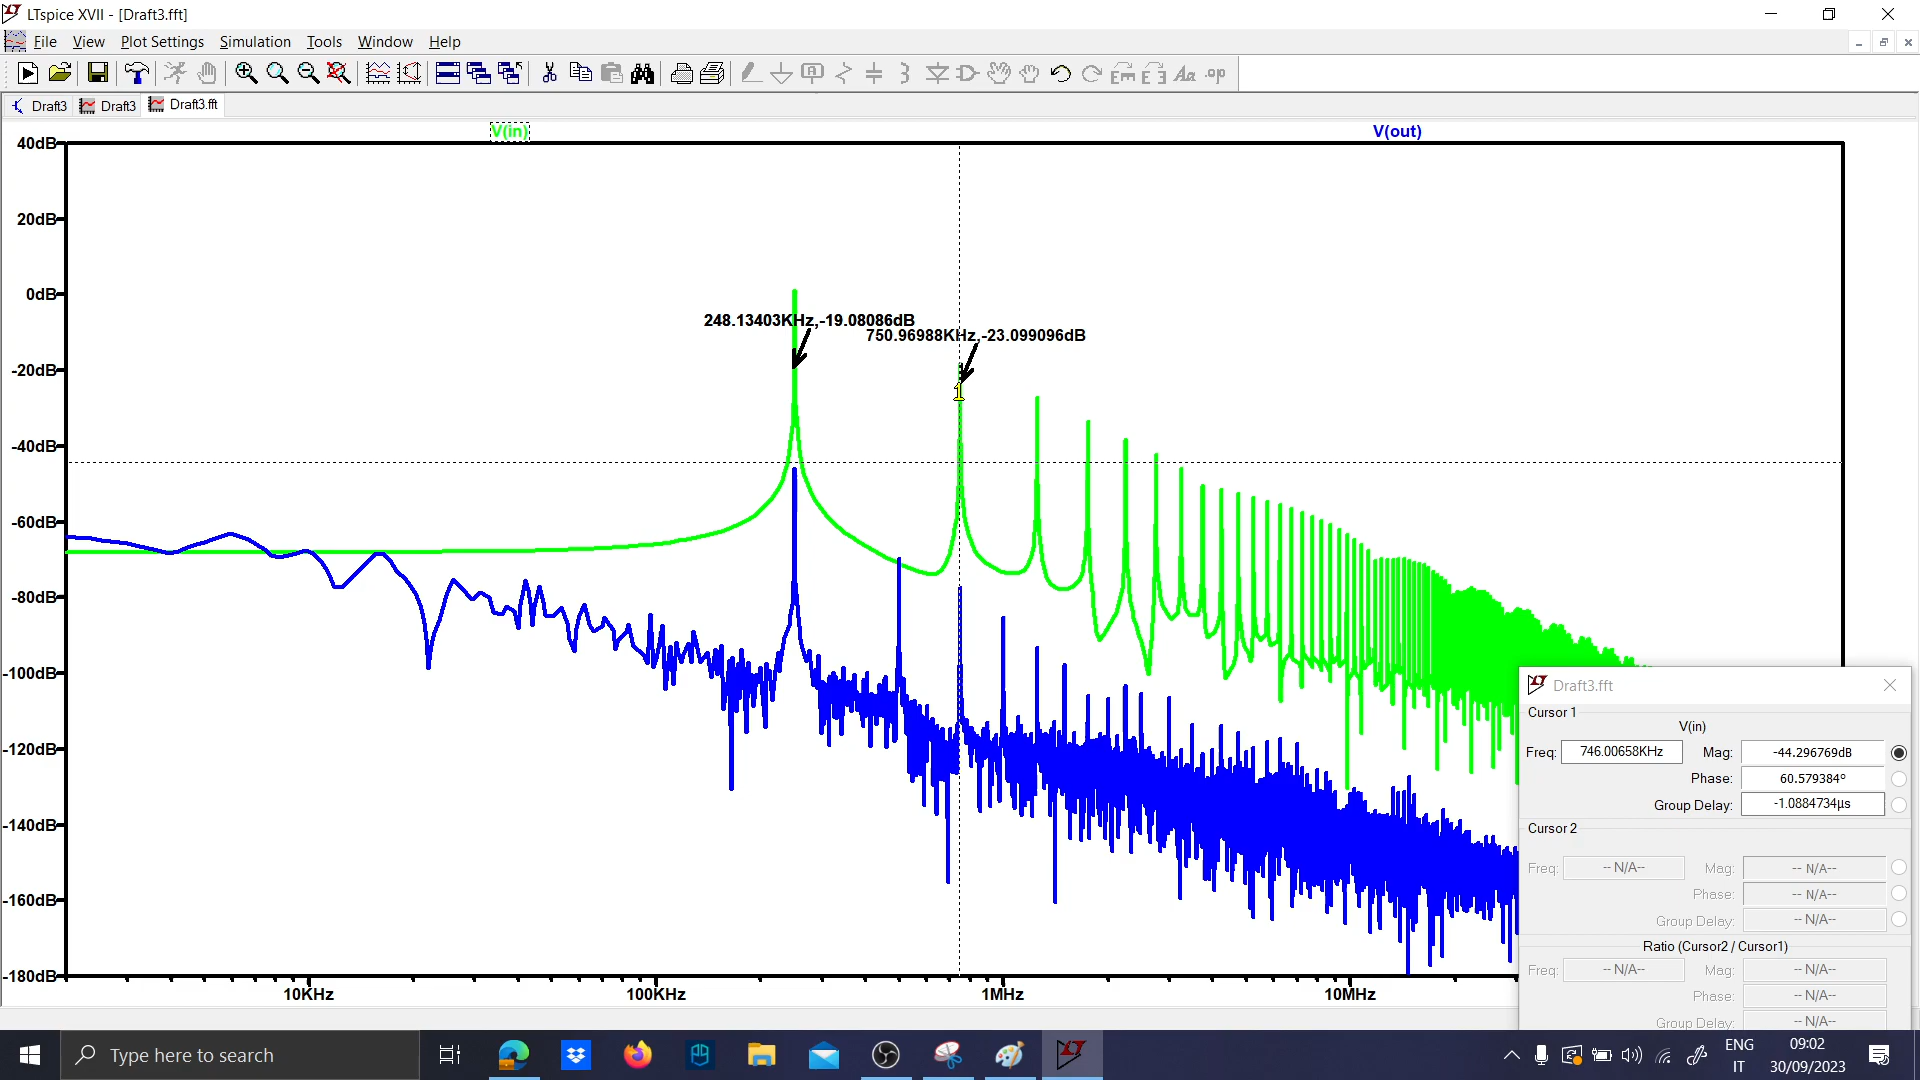 LTspice XVII - [Draft3.fft]
File View Plot Settings Simulation Tools Window Help
Draft3 Draft3 Draft3.fft
V(in) V(out)
40dB
20dB
0dB
248.13403KHz,-19.08086dB
750.96988KHz,-23.099096dB
-20dB
1
-40dB
-60dB
-80dB
-100dB
-120dB
-140dB
-160dB
-180dB
10KHz 100KHz 1MHz 10MHz
Draft3.fft
Cursor 1
V(in)
Freq: 746.00658KHz Mag: -44.296769dB
Phase: 60.579384°
Group Delay: -1.0884734µs
Cursor 2
Freq: -- N/A-- Mag: -- N/A--
Phase: -- N/A--
Group Delay: -- N/A--
Ratio (Cursor2 / Cursor1)
Freq: -- N/A-- Mag: -- N/A--
Phase: -- N/A--
Group Delay: -- N/A--
Type here to search
ENG
IT
09:02
30/09/2023